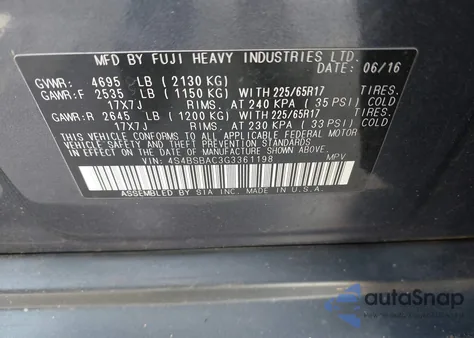 MFD BY FUJI HEAVY INDUSTRIES LTD.
DATE: 06/16
GVWR: 4695 LB (2130 KG)
GAWR:F 2535 LB (1150 KG) WITH 225/65R17 TIRES.
17X7J RIMS. AT 240 KPA (35 PSI) COLD.
GAWR:R 2645 LB (1200 KG) WITH 225/65R17 TIRES.
17X7J RIMS. AT 230 KPA (33 PSI) COLD.
THIS VEHICLE CONFORMS TO ALL APPLICABLE FEDERAL MOTOR
VEHICLE SAFETY AND THEFT PREVENTION STANDARDS IN
EFFECT ON THE DATE OF MANUFACTURE SHOWN ABOVE.
VIN: 4S4BSBAC3G3361198 MPV
ASSEMBLED BY SIA INC. MADE IN U.S.A.
autoSnap